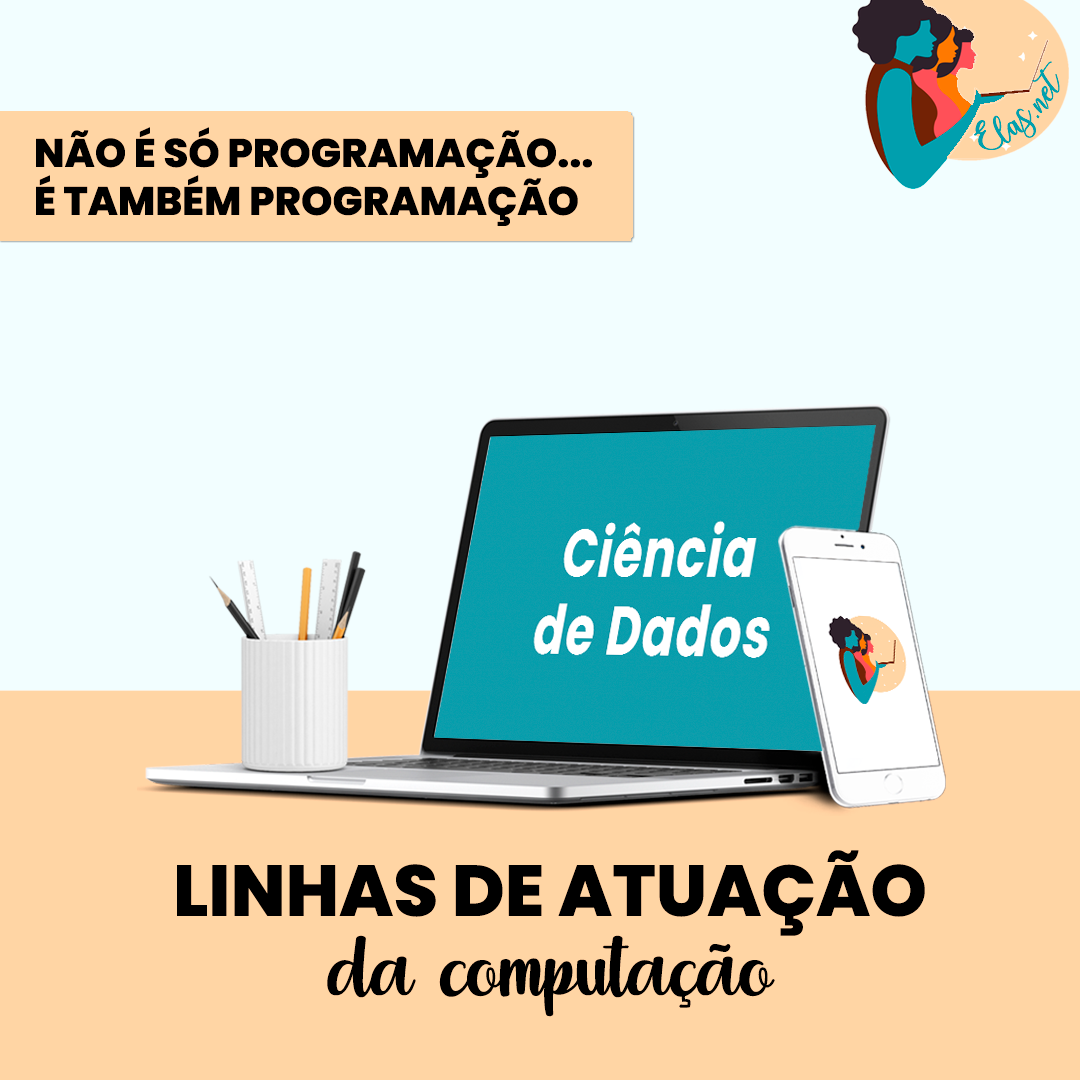 Elas.net
NÃO É SÓ PROGRAMAÇÃO...
É TAMBÉM PROGRAMAÇÃO
Ciência
de Dados
LINHAS DE ATUAÇÃO
da computação